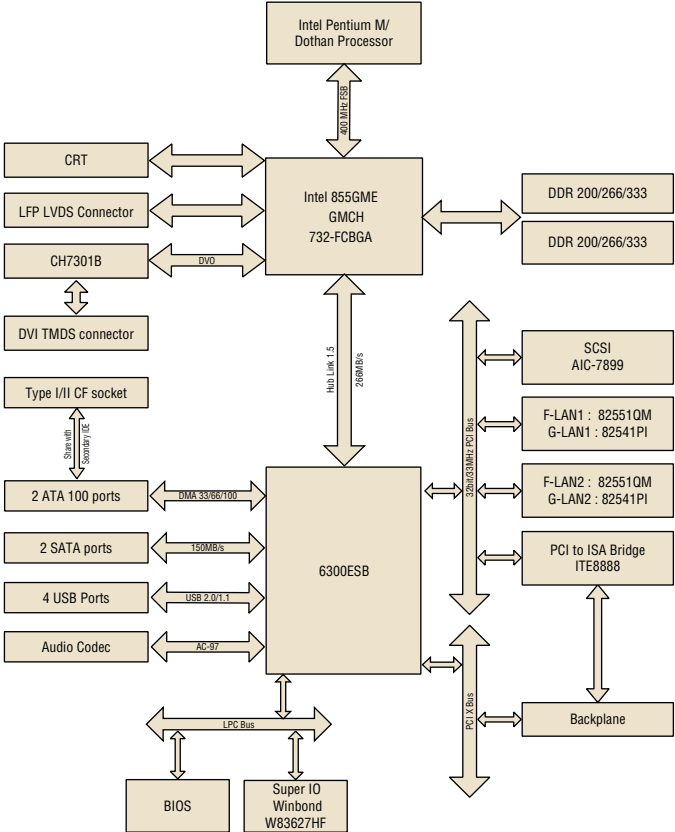 Intel Pentium M/
Dothan Processor
400 MHz FSB
CRT
LFP LVDS Connector
CH7301B
DVO
DVI TMDS connector
Intel 855GME
GMCH
732-FCBGA
DDR 200/266/333
DDR 200/266/333
Hub Link 1.5
266MB/s
Type I/II CF socket
Share with
Secondary IDE
2 ATA 100 ports
DMA 33/66/100
2 SATA ports
150MB/s
4 USB Ports
USB 2.0/1.1
Audio Codec
AC-97
6300ESB
32bit/33MHz PCI Bus
SCSI
AIC-7899
F-LAN1 : 82551QM
G-LAN1 : 82541PI
F-LAN2 : 82551QM
G-LAN2 : 82541PI
PCI to ISA Bridge
ITE8888
PCI X Bus
Backplane
LPC Bus
BIOS
Super IO
Winbond
W83627HF